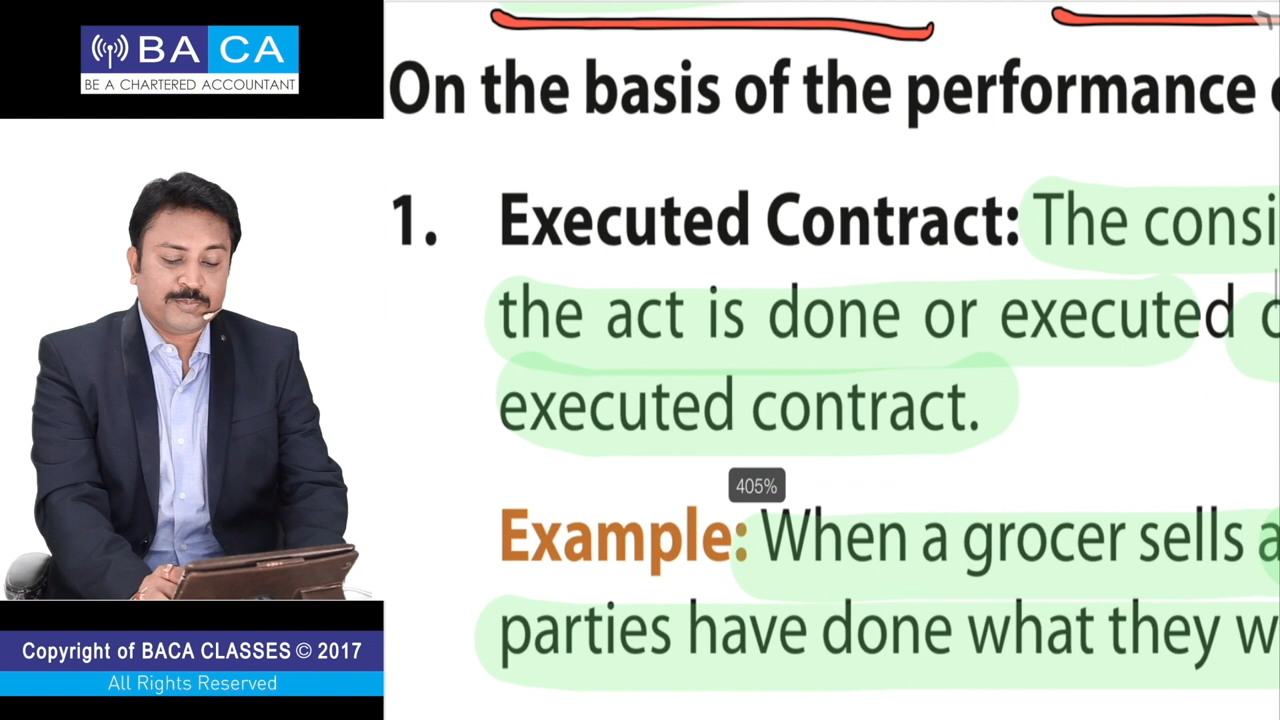 BA CA
BE A CHARTERED ACCOUNTANT
On the basis of the performance
1. Executed Contract: The consi
the act is done or executed
executed contract.
405%
Example: When a grocer sells a
parties have done what they w
Copyright of BACA CLASSES © 2017
All Rights Reserved